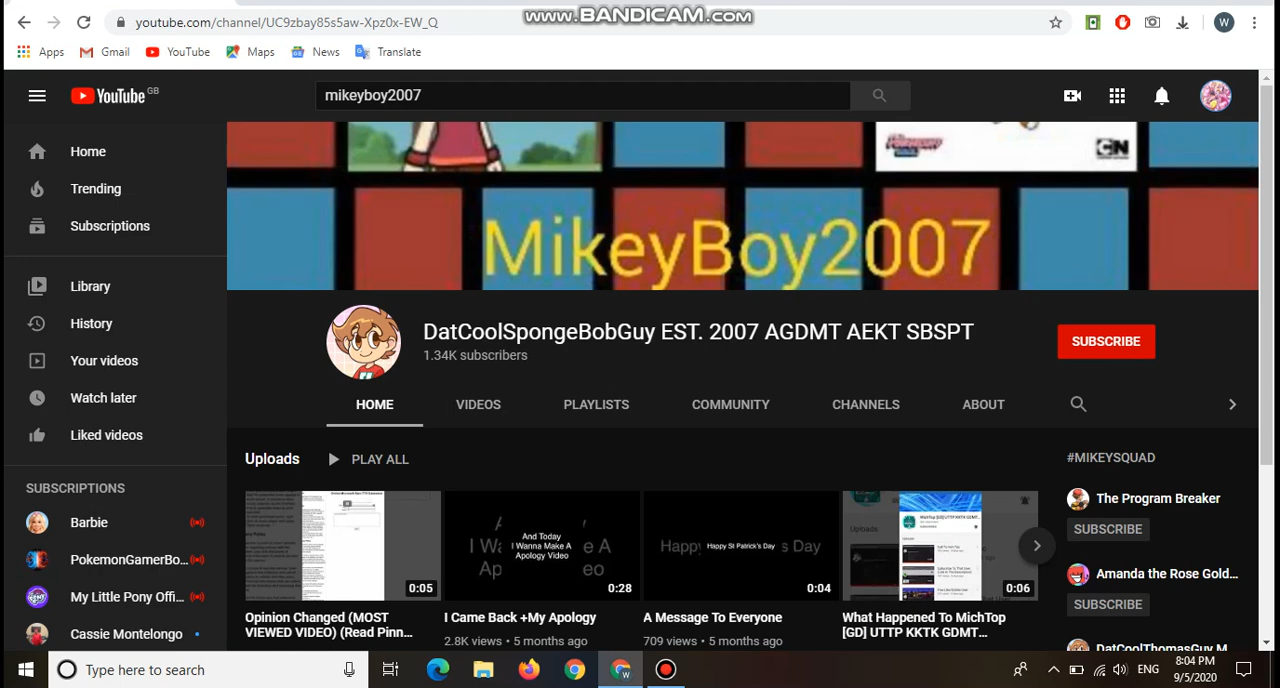 youtube.com/channel/UC9zbay85s5aw-Xpz0x-EW_Q
www.BANDICAM.com
W
Apps Gmail YouTube Maps News Translate
YouTube GB
mikeyboy2007
Home
Trending
Subscriptions
Library
History
Your videos
Watch later
Liked videos
SUBSCRIPTIONS
Barbie
PokemonGamerBo...
My Little Pony Offi...
Cassie Montelongo
CN
MikeyBoy2007
DatCoolSpongeBobGuy EST. 2007 AGDMT AEKT SBSPT
1.34K subscribers
SUBSCRIBE
HOME VIDEOS PLAYLISTS COMMUNITY CHANNELS ABOUT
Uploads PLAY ALL
0:05
And Today
I Wanna Make A
Apology Video
0:28
Happy St Patrick's Day
0:04
0:06
Opinion Changed (MOST
VIEWED VIDEO) (Read Pinn...
I Came Back +My Apology
2.8K views • 5 months ago
A Message To Everyone
709 views • 5 months ago
What Happened To MichTop
[GD] UTTP KKTK GDMT...
#MIKEYSQUAD
The Program Breaker
SUBSCRIBE
Amanda the Rose Gold...
SUBSCRIBE
DatCoolThomasGuy M...
Type here to search
ENG
8:04 PM
9/5/2020